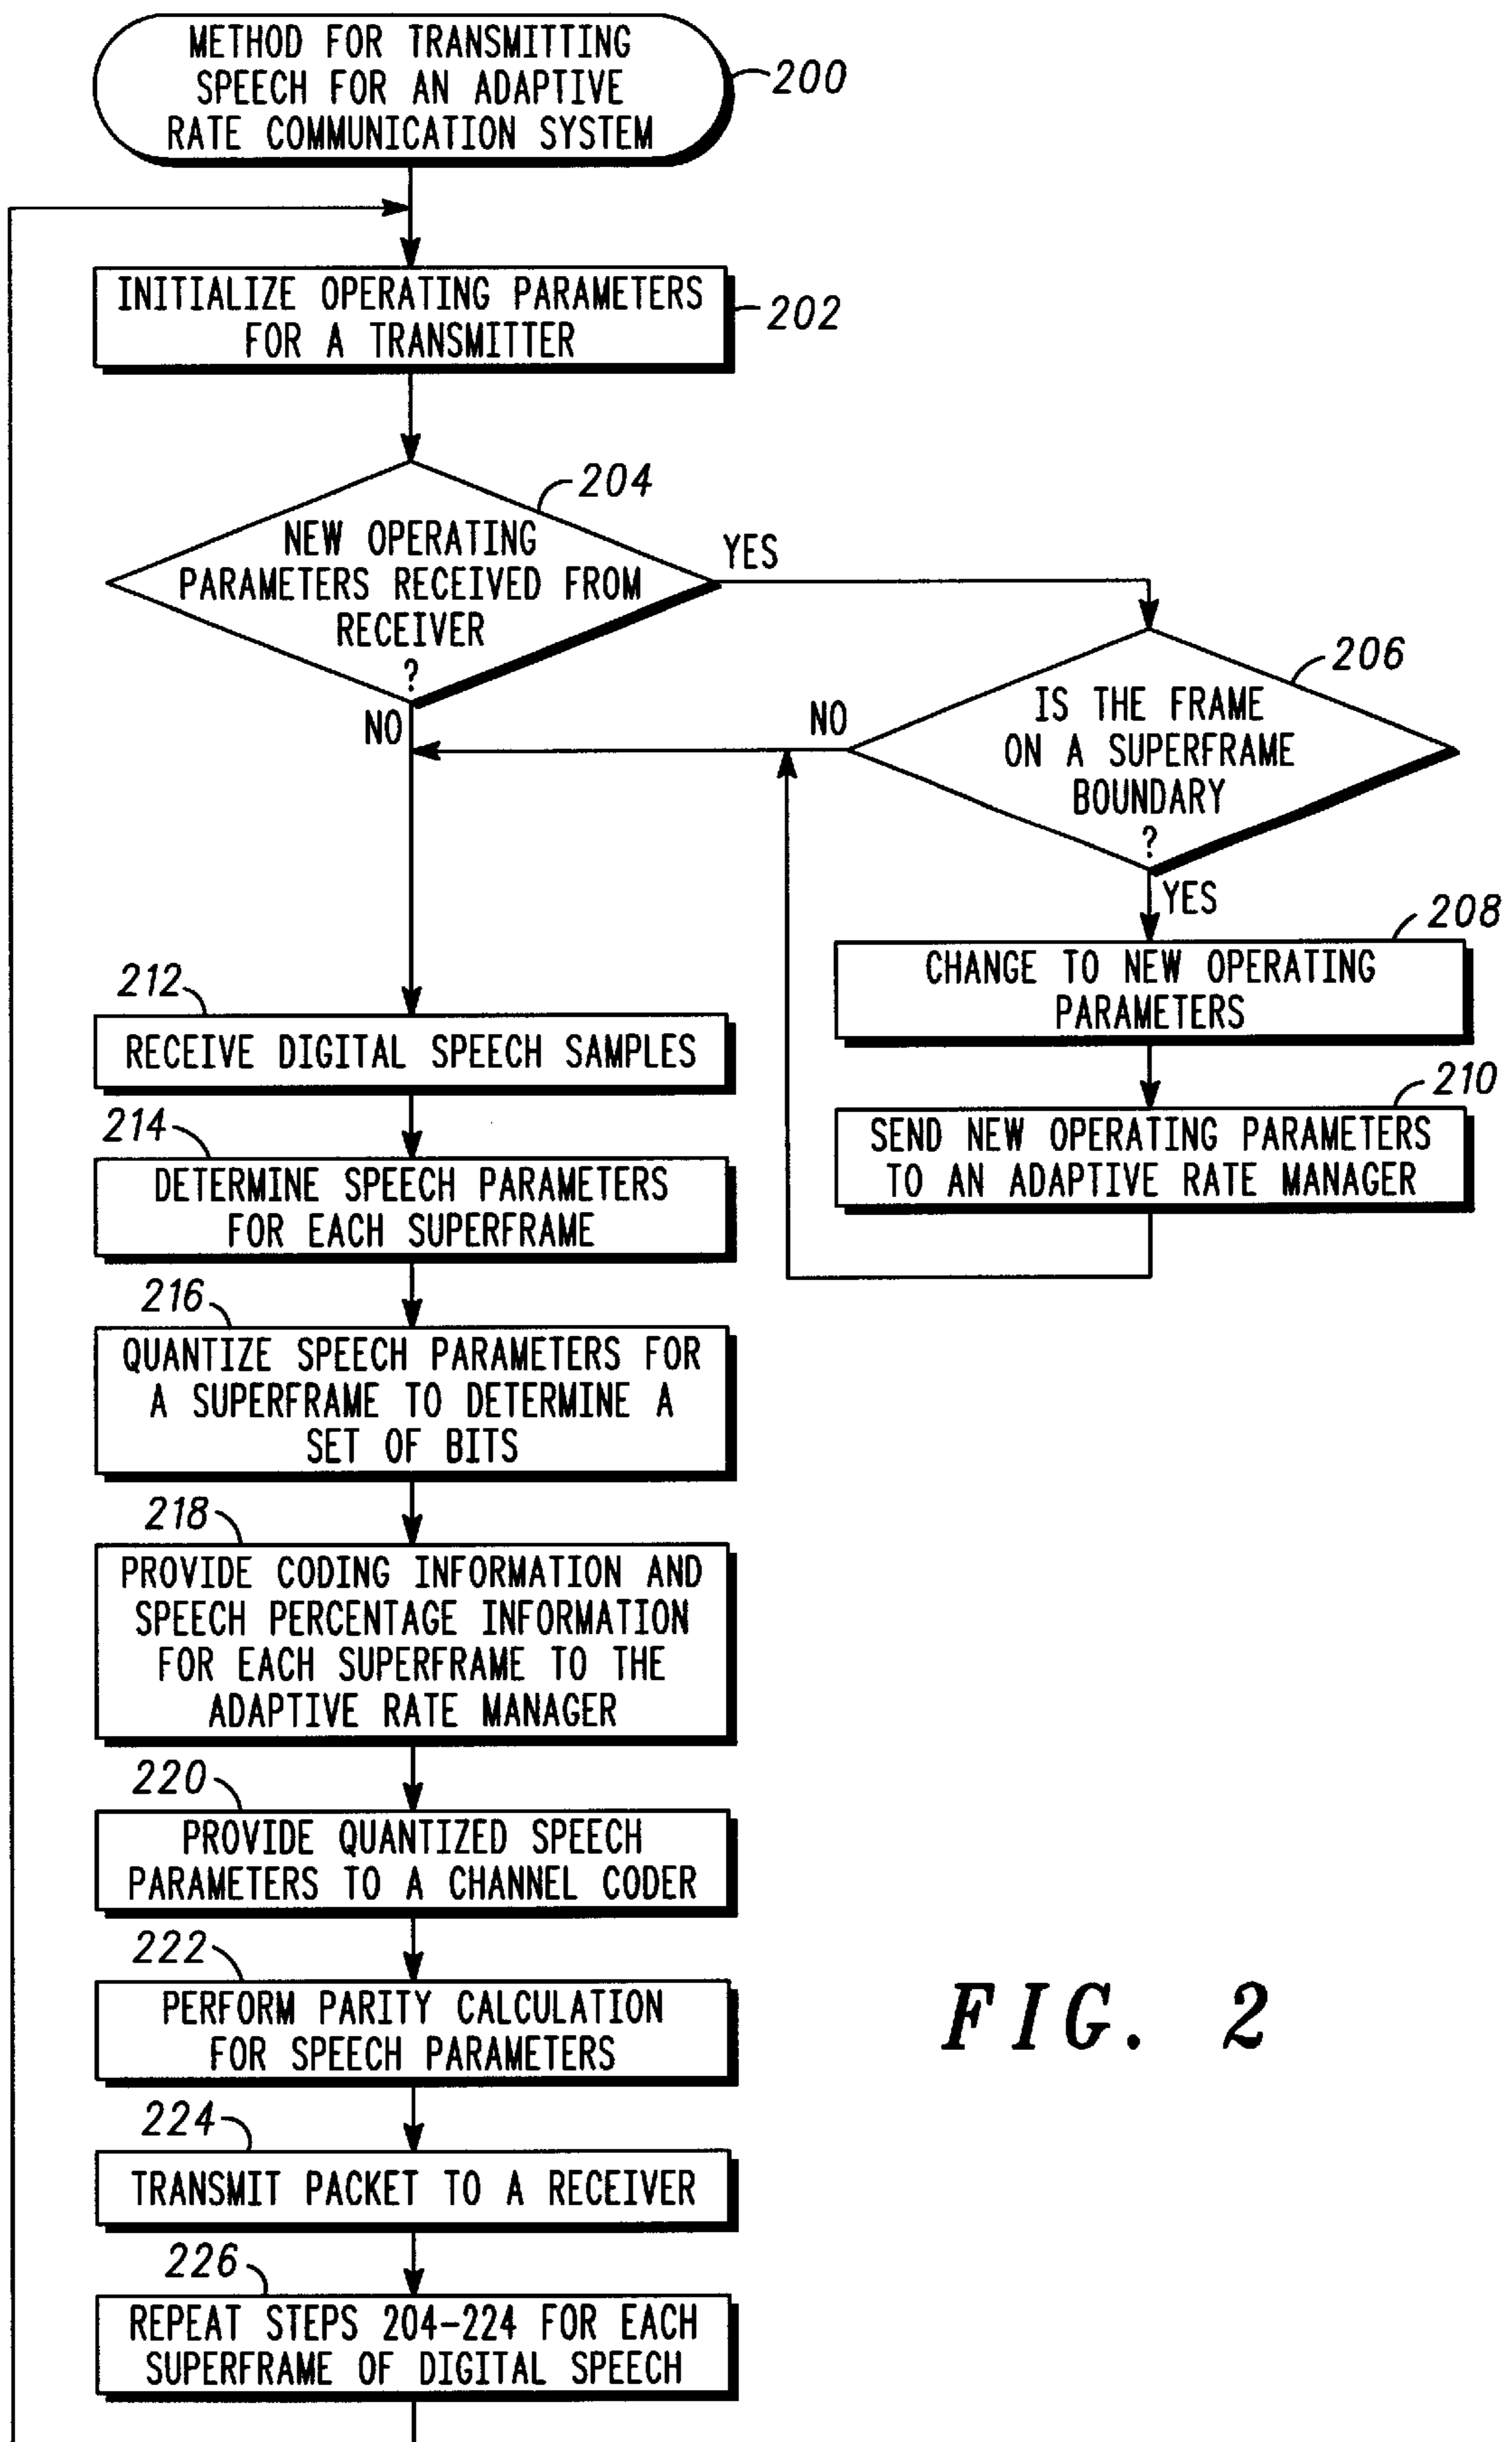 METHOD FOR TRANSMITTING
SPEECH FOR AN ADAPTIVE
RATE COMMUNICATION SYSTEM
200
INITIALIZE OPERATING PARAMETERS
FOR A TRANSMITTER
202
204
NEW OPERATING
PARAMETERS RECEIVED FROM
RECEIVER
?
YES
NO
206
IS THE FRAME
ON A SUPERFRAME
BOUNDARY
?
NO
YES
208
CHANGE TO NEW OPERATING
PARAMETERS
210
SEND NEW OPERATING PARAMETERS
TO AN ADAPTIVE RATE MANAGER
212
RECEIVE DIGITAL SPEECH SAMPLES
214
DETERMINE SPEECH PARAMETERS
FOR EACH SUPERFRAME
216
QUANTIZE SPEECH PARAMETERS FOR
A SUPERFRAME TO DETERMINE A
SET OF BITS
218
PROVIDE CODING INFORMATION AND
SPEECH PERCENTAGE INFORMATION
FOR EACH SUPERFRAME TO THE
ADAPTIVE RATE MANAGER
220
PROVIDE QUANTIZED SPEECH
PARAMETERS TO A CHANNEL CODER
222
PERFORM PARITY CALCULATION
FOR SPEECH PARAMETERS
224
TRANSMIT PACKET TO A RECEIVER
226
REPEAT STEPS 204-224 FOR EACH
SUPERFRAME OF DIGITAL SPEECH
FIG. 2